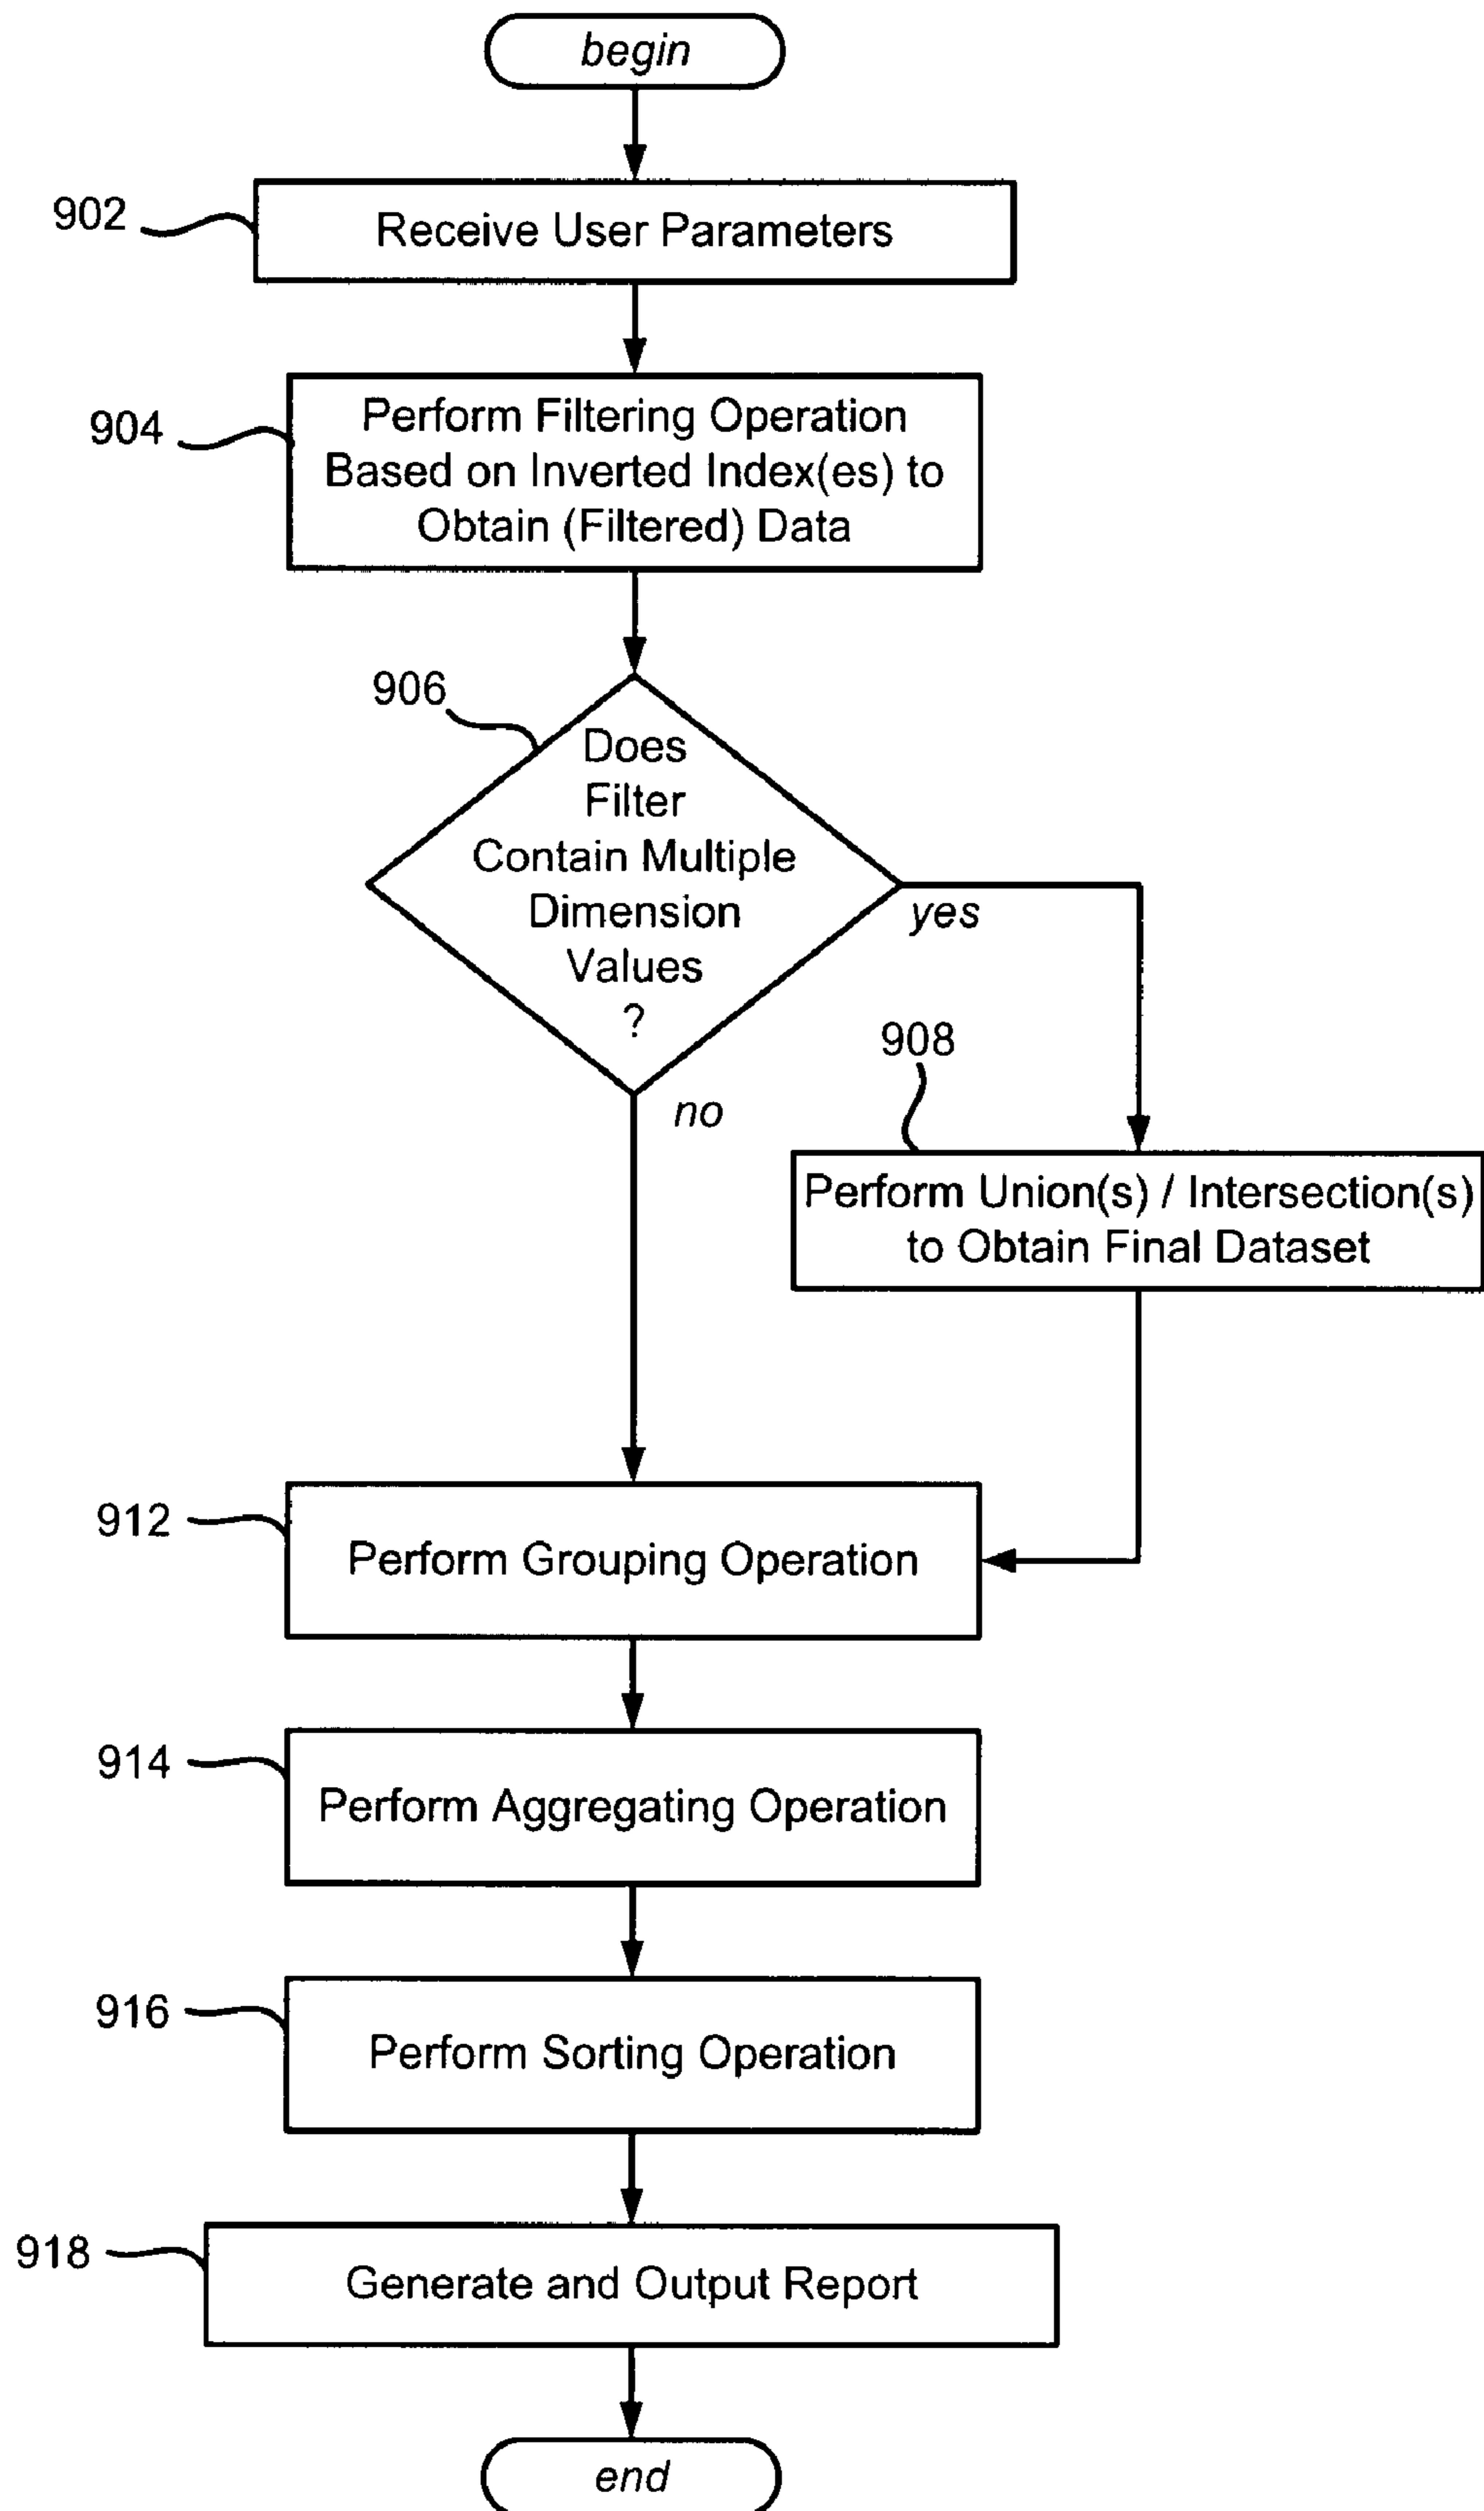 begin
902
Receive User Parameters
904
Perform Filtering Operation
Based on Inverted Index(es) to
Obtain (Filtered) Data
906
Does
Filter
Contain Multiple
Dimension
Values
?
yes
no
908
Perform Union(s) / Intersection(s)
to Obtain Final Dataset
912
Perform Grouping Operation
914
Perform Aggregating Operation
916
Perform Sorting Operation
918
Generate and Output Report
end